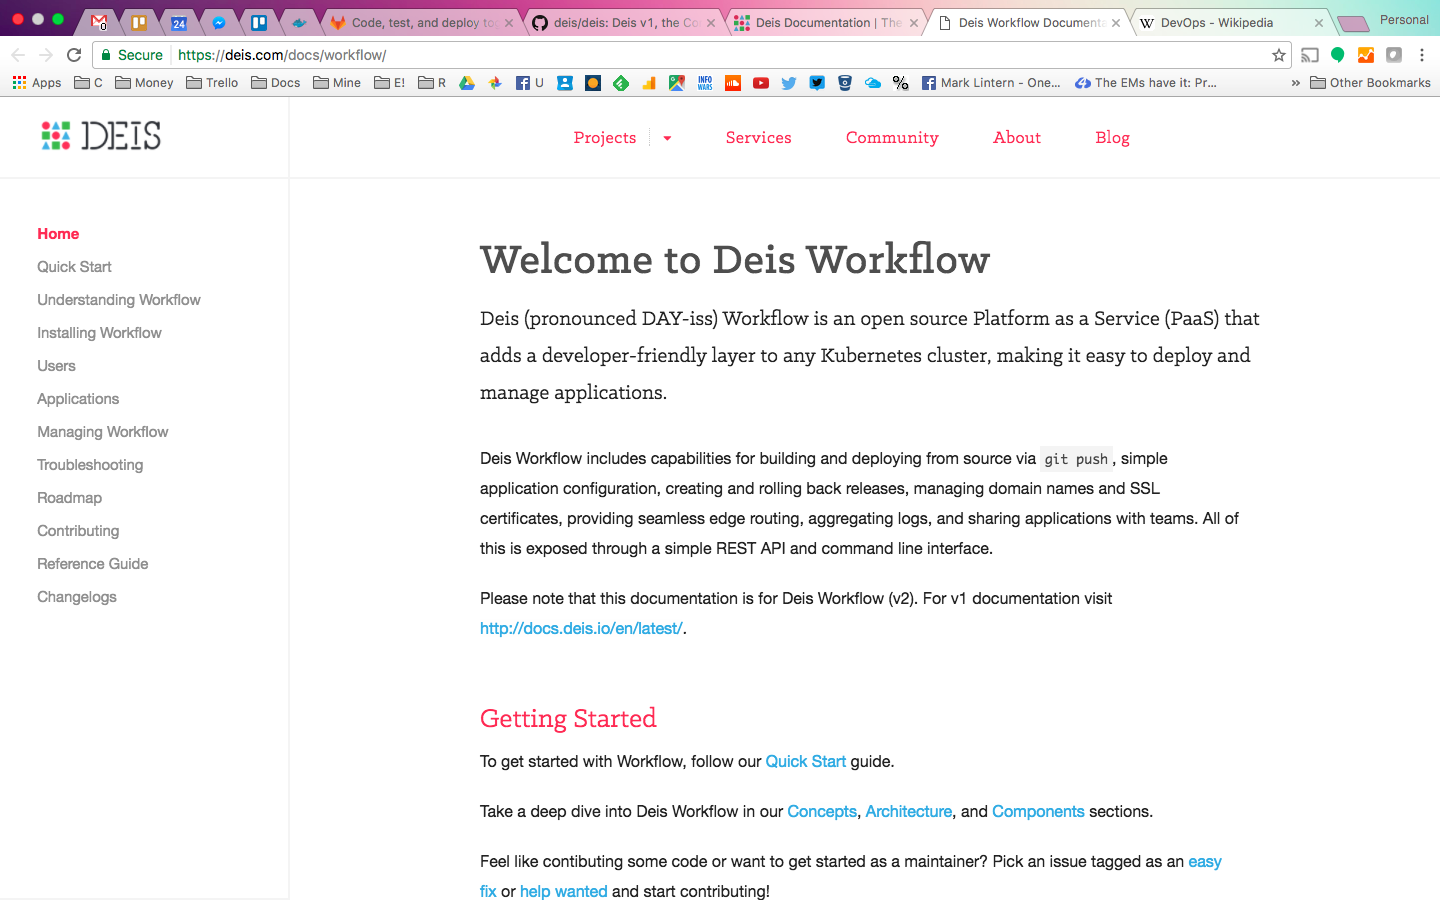 0
24
Code, test, and deploy tog
deis/deis: Deis v1, the Co
Deis Documentation | The
Deis Workflow Documenta
W DevOps - Wikipedia
Personal
Secure https://deis.com/docs/workflow/
Apps C Money Trello Docs Mine E! R U INFO WARS % Mark Lintern - One... The EMs have it: Pr... » Other Bookmarks
DEIS
Projects Services Community About Blog
Home
Quick Start
Understanding Workflow
Installing Workflow
Users
Applications
Managing Workflow
Troubleshooting
Roadmap
Contributing
Reference Guide
Changelogs
Welcome to Deis Workflow
Deis (pronounced DAY-iss) Workflow is an open source Platform as a Service (PaaS) that
adds a developer-friendly layer to any Kubernetes cluster, making it easy to deploy and
manage applications.
Deis Workflow includes capabilities for building and deploying from source via git push, simple
application configuration, creating and rolling back releases, managing domain names and SSL
certificates, providing seamless edge routing, aggregating logs, and sharing applications with teams. All of
this is exposed through a simple REST API and command line interface.
Please note that this documentation is for Deis Workflow (v2). For v1 documentation visit
http://docs.deis.io/en/latest/.
Getting Started
To get started with Workflow, follow our Quick Start guide.
Take a deep dive into Deis Workflow in our Concepts, Architecture, and Components sections.
Feel like contibuting some code or want to get started as a maintainer? Pick an issue tagged as an easy
fix or help wanted and start contributing!